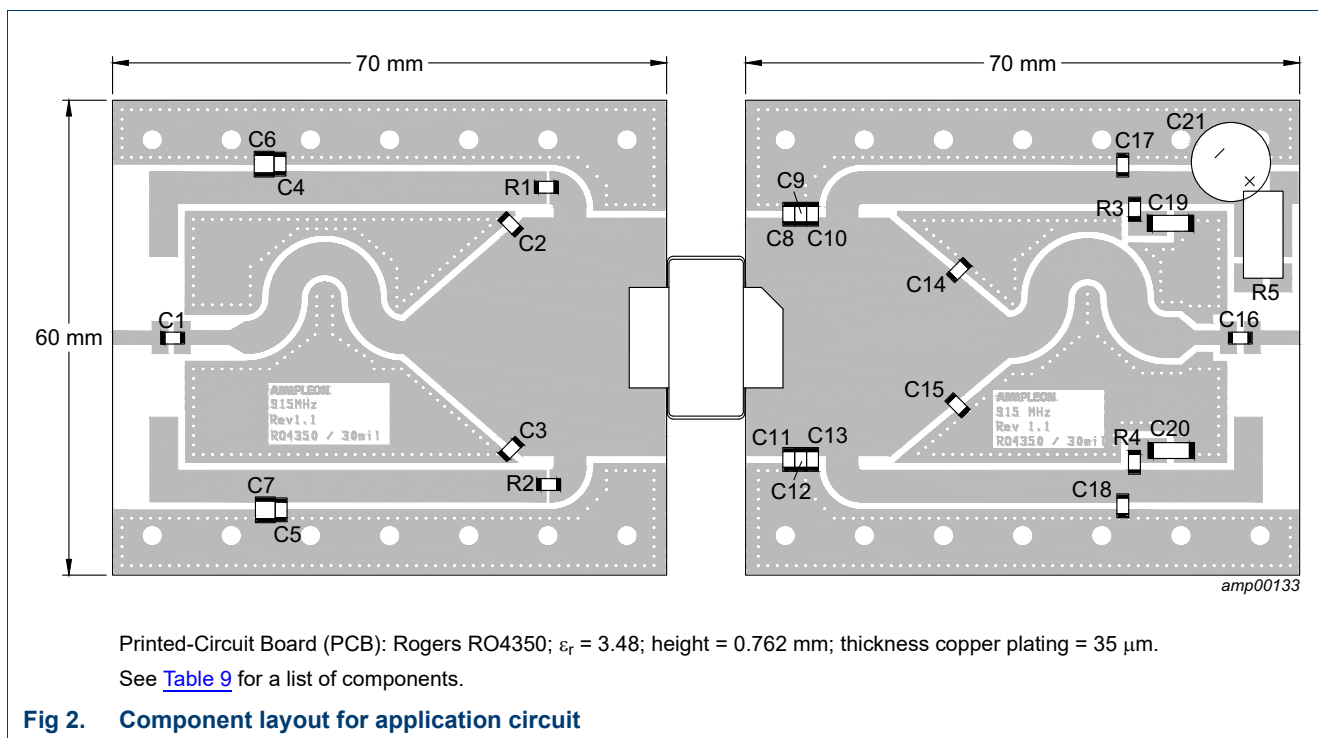 70 mm
70 mm
60 mm
C6
C4
R1
C2
C1
AMPLEON
915MHz
Rev1.1
RO4350 / 30mil
C3
R2
C7
C5
C21
C17
C9
C8
C10
R3
C19
C14
R5
C16
C15
AMPLEON
915 MHz
Rev 1.1
RO4350 / 30mil
C11
C13
C12
R4
C20
C18
amp00133
Printed-Circuit Board (PCB): Rogers RO4350; εr = 3.48; height = 0.762 mm; thickness copper plating = 35 μm.
See Table 9 for a list of components.
Fig 2. Component layout for application circuit